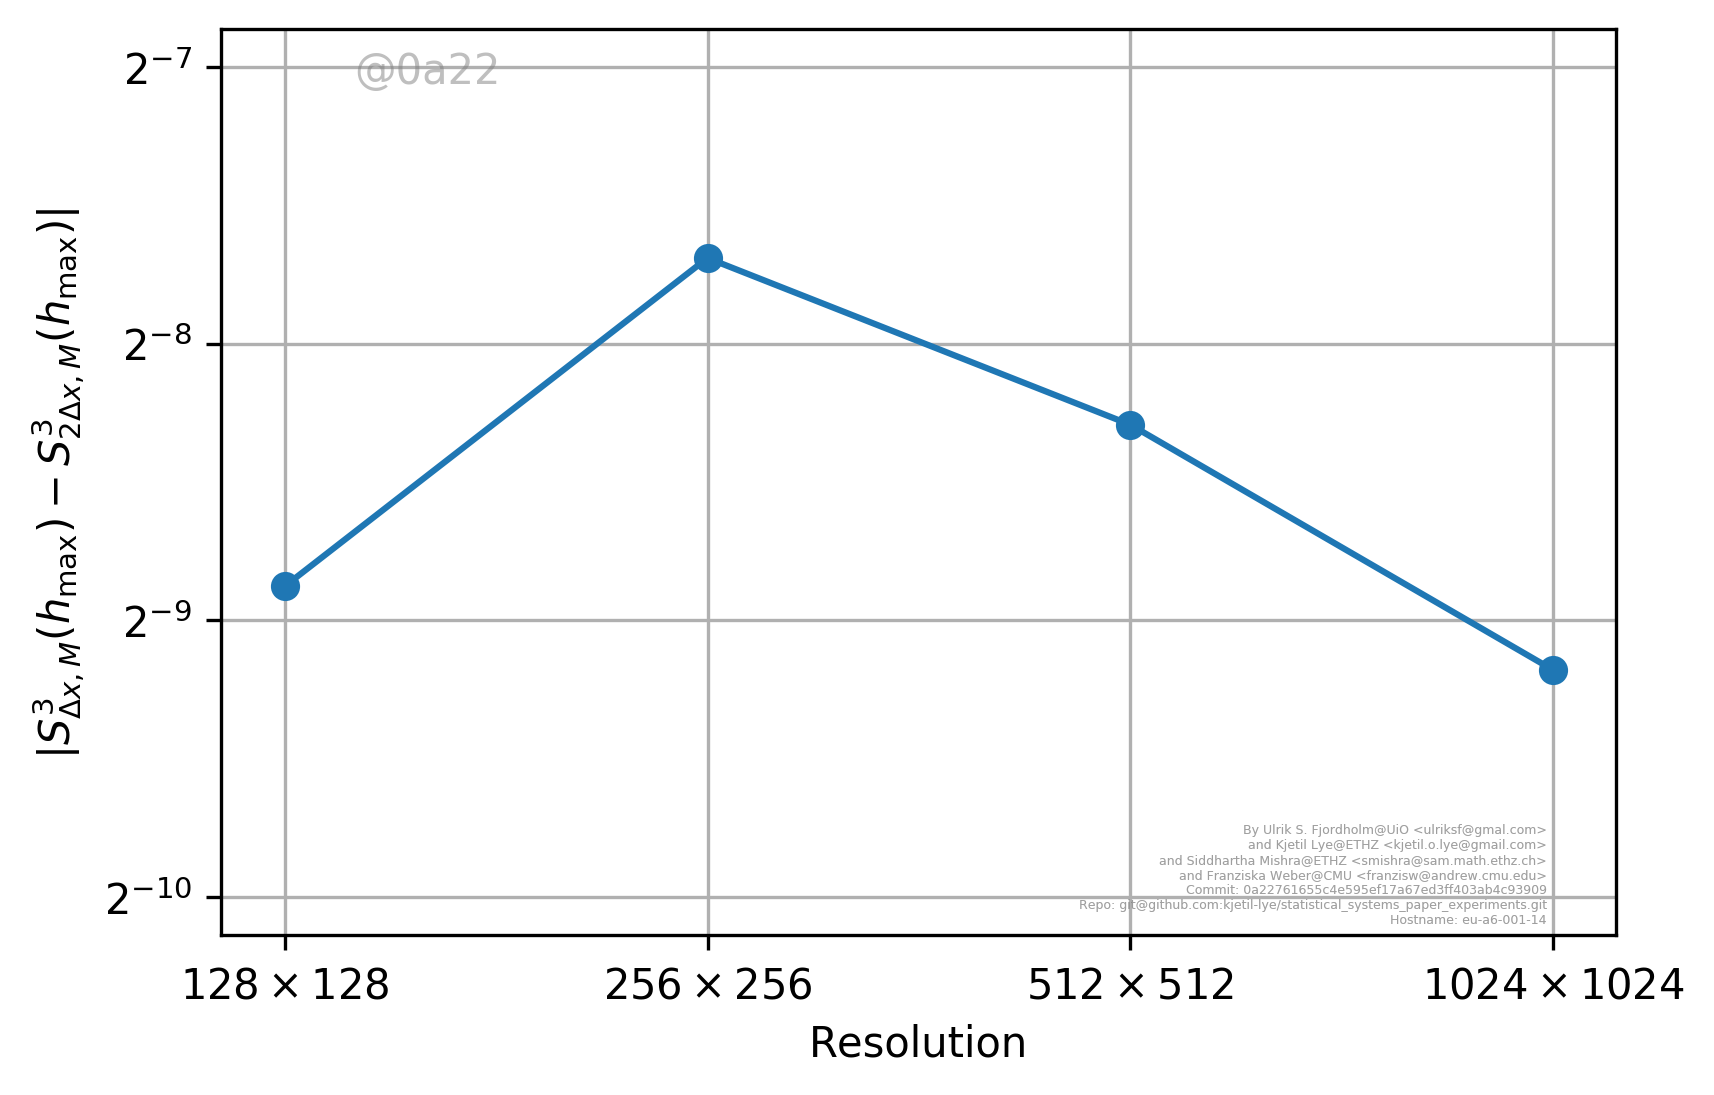 @0a22
2⁻⁷
2⁻⁸
2⁻⁹
2⁻¹⁰
|S³_{Δx,M}(h_max) − S³_{2Δx,M}(h_max)|
By Ulrik S. Fjordholm@UiO <ulriksf@gmal.com>
and Kjetil Lye@ETHZ <kjetil.o.lye@gmail.com>
and Siddhartha Mishra@ETHZ <smishra@sam.math.ethz.ch>
and Franziska Weber@CMU <franzisw@andrew.cmu.edu>
Commit: 0a22761655c4e595ef17a67ed3ff403ab4c93909
Repo: git@github.com:kjetil-lye/statistical_systems_paper_experiments.git
Hostname: eu-a6-001-14
128 × 128 256 × 256 512 × 512 1024 × 1024
Resolution